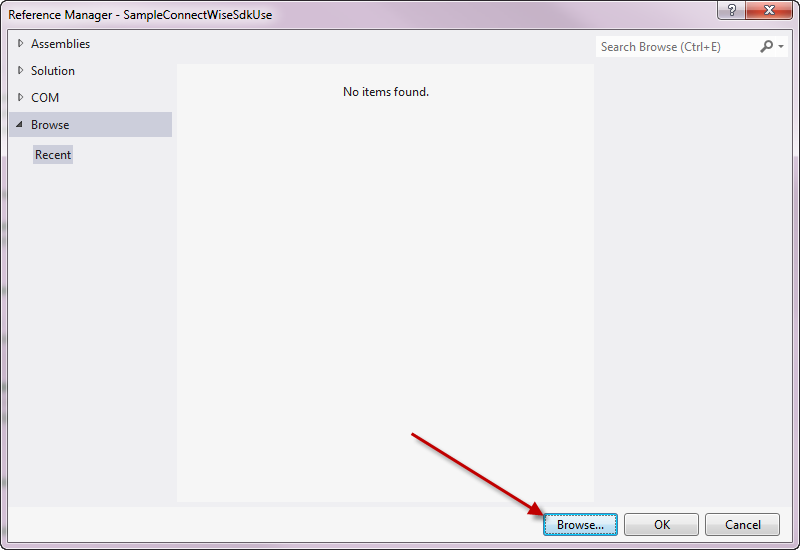 Reference Manager - SampleConnectWiseSdkUse
?
Assemblies
Search Browse (Ctrl+E)
Solution
COM
Browse
Recent
No items found.
Browse...
OK
Cancel